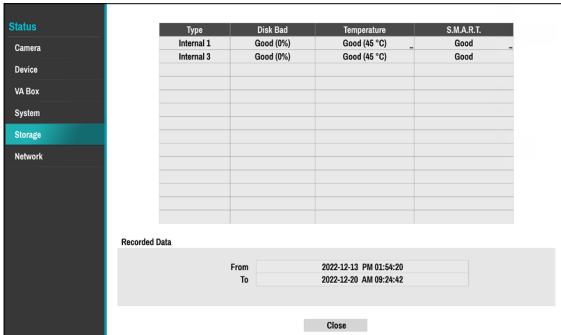 Status
Camera
Device
VA Box
System
Storage
Network
Type Disk Bad Temperature S.M.A.R.T.
Internal 1 Good (0%) Good (45 °C) Good
Internal 3 Good (0%) Good (45 °C) Good
Recorded Data
From 2022-12-13 PM 01:54:20
To 2022-12-20 AM 09:24:42
Close